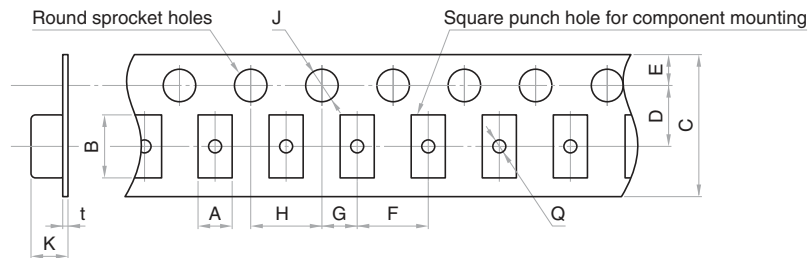 Round sprocket holes
J
Square punch hole for component mounting
E
D
C
B
t
K
A
H
G
F
Q